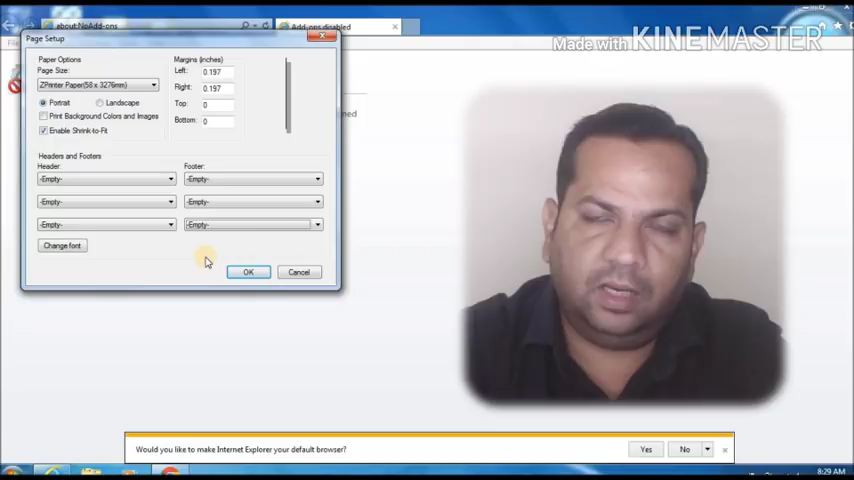 about:NoAdd-ons
Add-ons disabled
Made with KINEMASTER
Page Setup
Paper Options
Page Size:
ZPrinter Paper(58 x 3276mm)
Portrait
Landscape
Print Background Colors and Images
Enable Shrink-to-Fit
Margins (inches)
Left: 0.197
Right: 0.197
Top: 0
Bottom: 0
Headers and Footers
Header: Footer:
-Empty- -Empty-
-Empty- -Empty-
-Empty- -Empty-
Change font
OK Cancel
Would you like to make Internet Explorer your default browser?
Yes No
8:29 AM